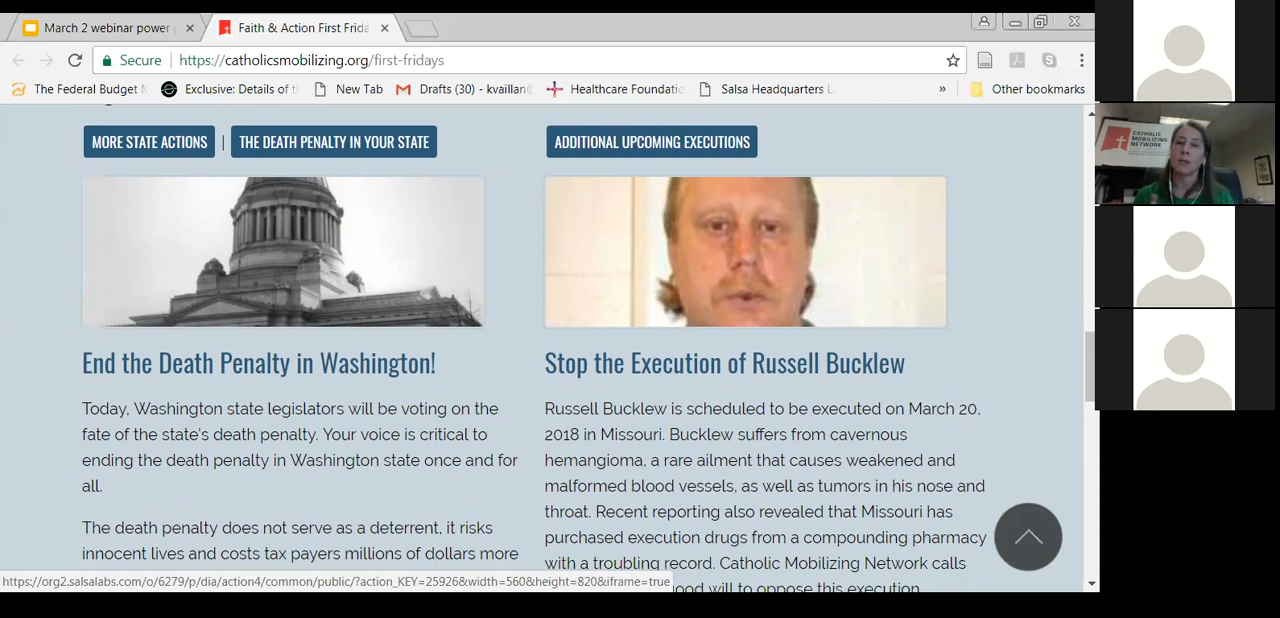 March 2 webinar power
Faith & Action First Frida
Secure
https://catholicsmobilizing.org/first-fridays
The Federal Budget
Exclusive: Details of t
New Tab
Drafts (30) - kvaillan
Healthcare Foundatic
Salsa Headquarters
»
Other bookmarks
MORE STATE ACTIONS | THE DEATH PENALTY IN YOUR STATE
ADDITIONAL UPCOMING EXECUTIONS
CATHOLIC
MOBILIZING
NETWORK
End the Death Penalty in Washington!
Today, Washington state legislators will be voting on the
fate of the state's death penalty. Your voice is critical to
ending the death penalty in Washington state once and for
all.
The death penalty does not serve as a deterrent, it risks
innocent lives and costs tax payers millions of dollars more
Stop the Execution of Russell Bucklew
Russell Bucklew is scheduled to be executed on March 20,
2018 in Missouri. Bucklew suffers from cavernous
hemangioma, a rare ailment that causes weakened and
malformed blood vessels, as well as tumors in his nose and
throat. Recent reporting also revealed that Missouri has
purchased execution drugs from a compounding pharmacy
with a troubling record. Catholic Mobilizing Network calls
ood will to oppose this execution
https://org2.salsalabs.com/o/6279/p/dia/action4/common/public/?action_KEY=25926&width=560&height=820&iframe=true